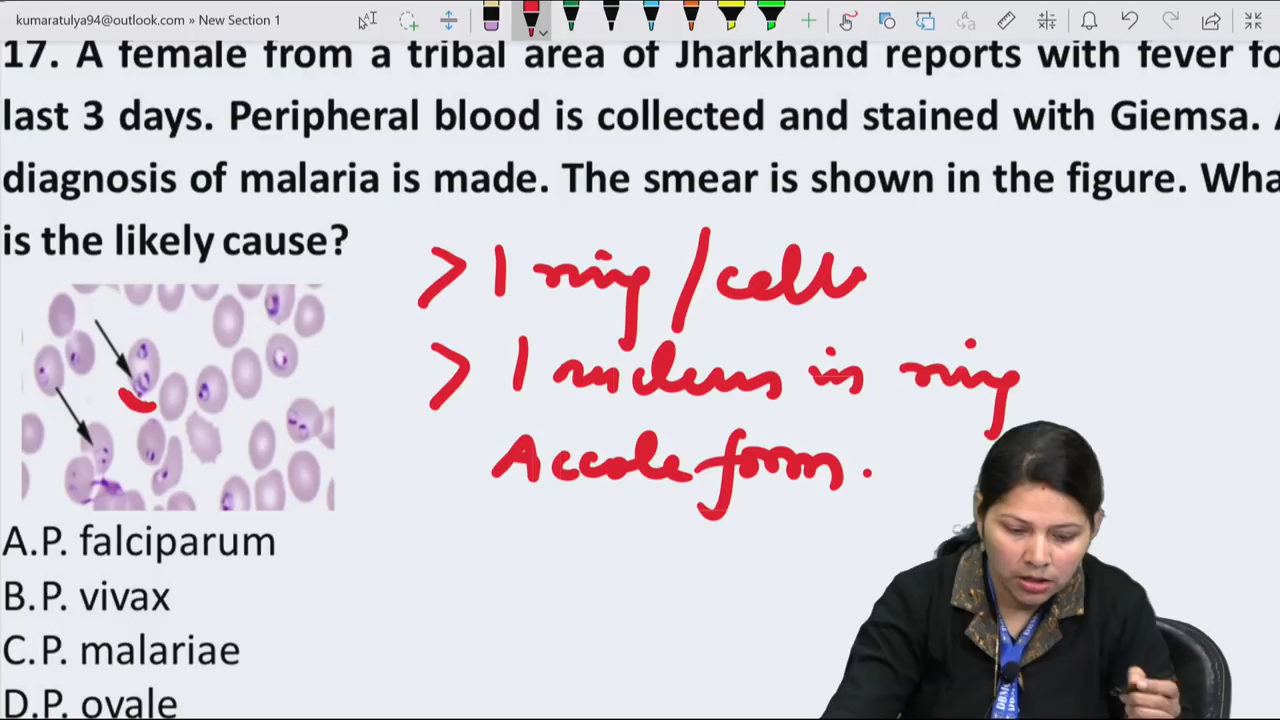 kumaratulya94@outlook.com » New Section 1
17. A female from a tribal area of Jharkhand reports with fever fo
last 3 days. Peripheral blood is collected and stained with Giemsa. A
diagnosis of malaria is made. The smear is shown in the figure. Wha
is the likely cause?
> 1 ring / cell
> 1 nucleus in ring
Accole form.
A.P. falciparum
B.P. vivax
C.P. malariae
D.P. ovale
DBMC